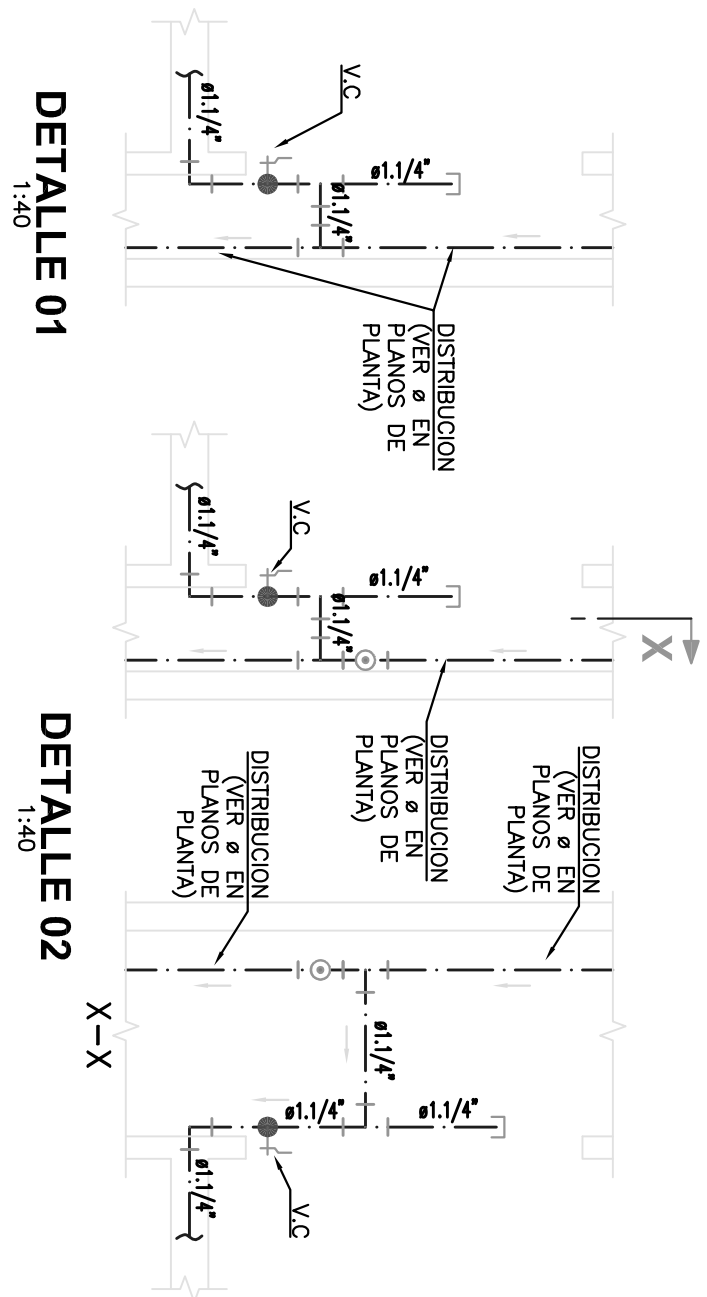 V.C
ø1.1/4"
ø1.1/4"
ø1.1/4"
DISTRIBUCION
(VER ø EN
PLANOS DE
PLANTA)
DETALLE 01
1:40
X
V.C
ø1.1/4"
ø1.1/4"
ø1.1/4"
DISTRIBUCION
(VER ø EN
PLANOS DE
PLANTA)
DETALLE 02
1:40
DISTRIBUCION
(VER ø EN
PLANOS DE
PLANTA)
DISTRIBUCION
(VER ø EN
PLANOS DE
PLANTA)
ø1.1/4"
ø1.1/4"
ø1.1/4"
ø1.1/4"
V.C
X-X